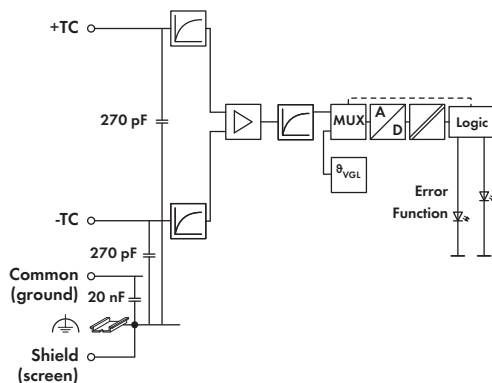 +TC
270 pF
MUX
A
D
Logic
ϑVGL
Error
Function
-TC
270 pF
Common
(ground)
20 nF
Shield
(screen)